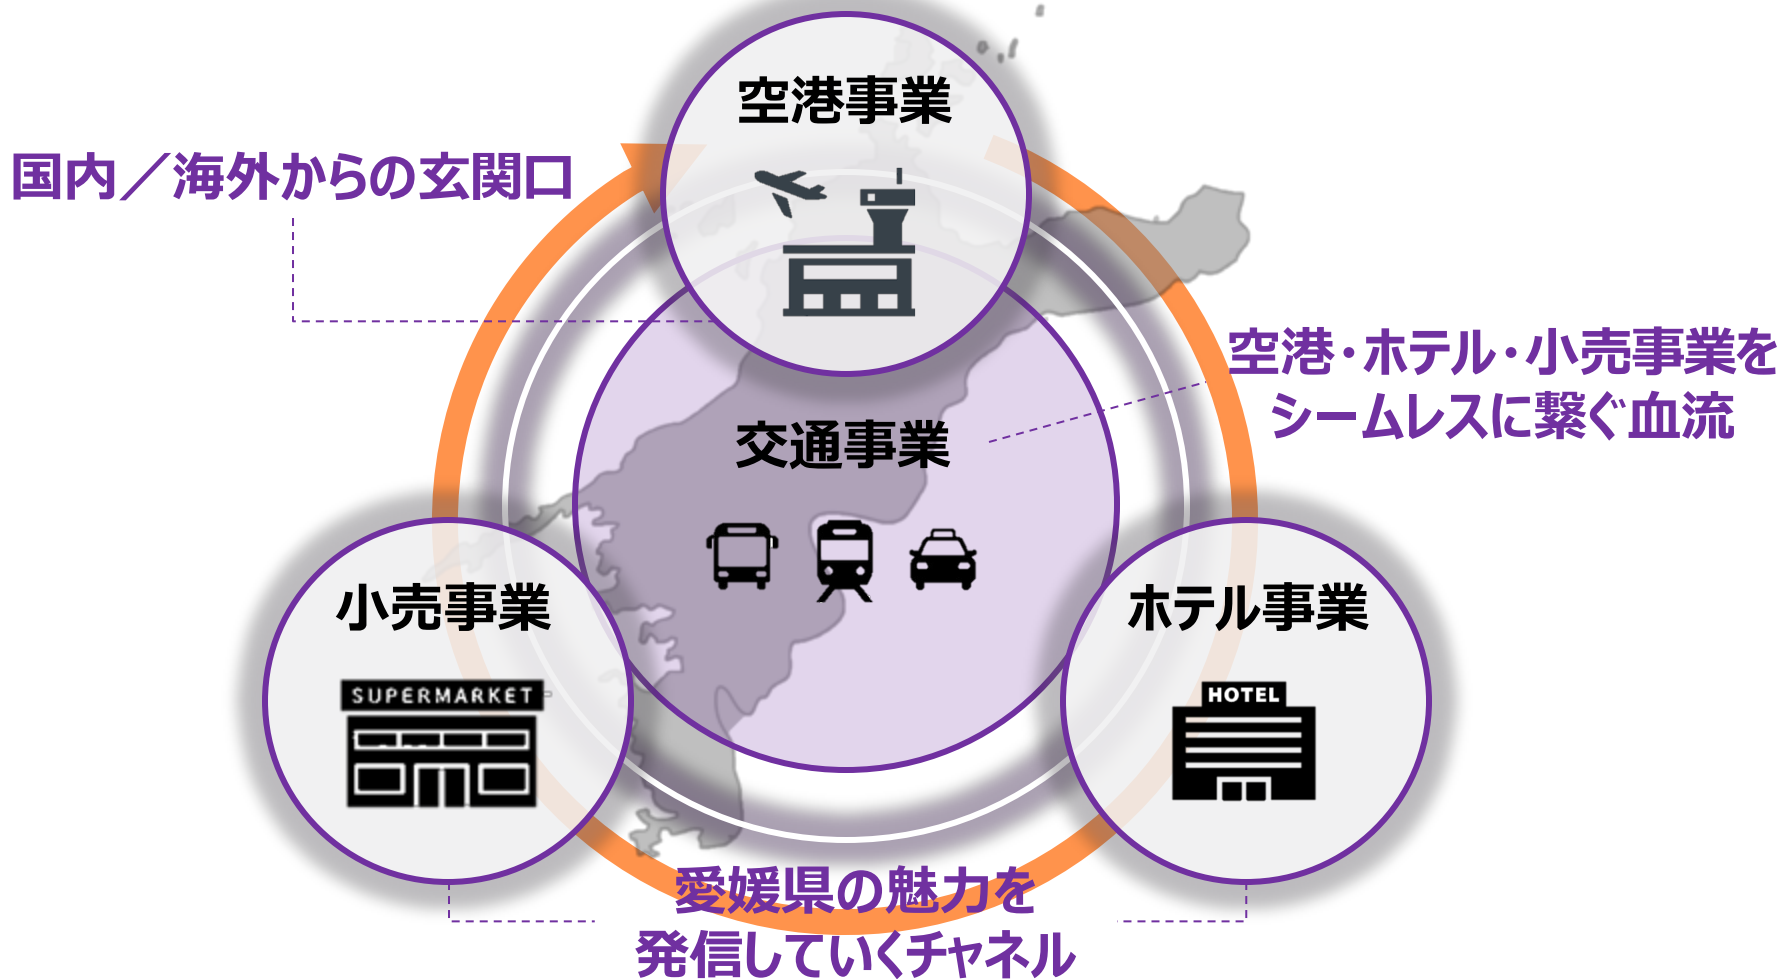 空港事業
国内／海外からの玄関口
空港・ホテル・小売事業を
シームレスに繋ぐ血流
交通事業
小売事業
SUPERMARKET
ホテル事業
HOTEL
愛媛県の魅力を
発信していくチャネル